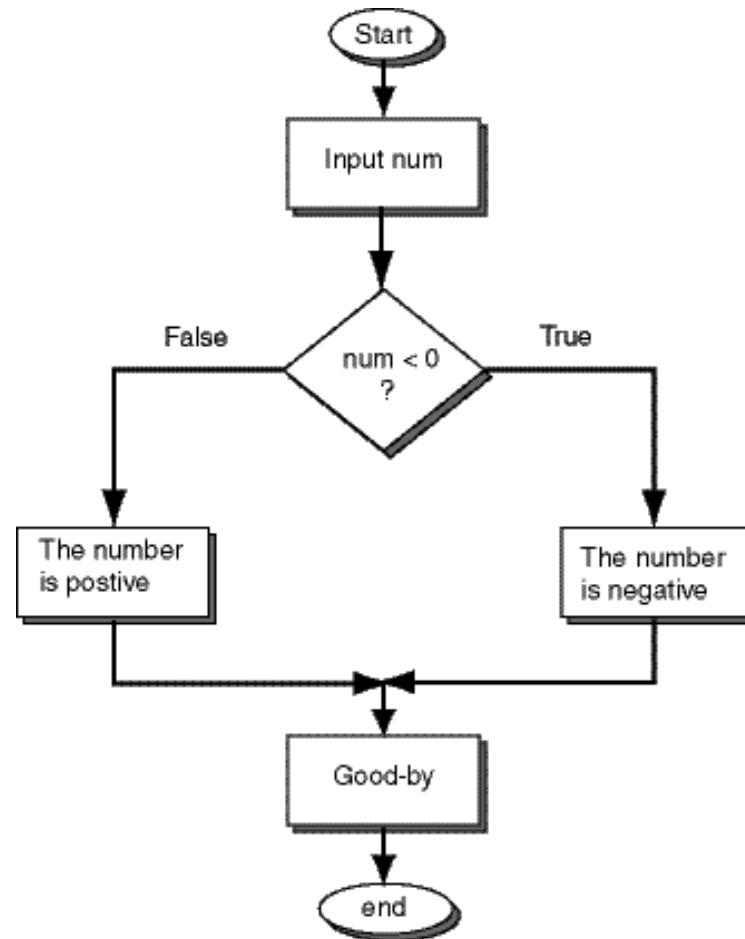 Start
Input num
False
True
num < 0
?
The number
is postive
The number
is negative
Good-by
end